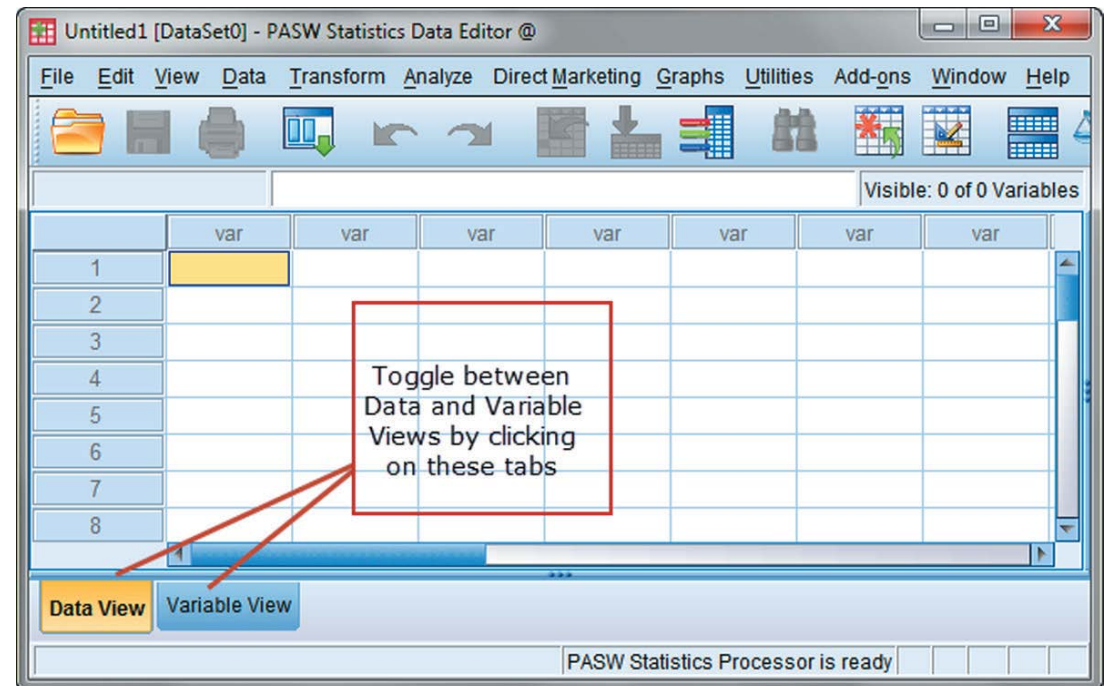 Untitled1 [DataSet0] - PASW Statistics Data Editor @
File Edit View Data Transform Analyze Direct Marketing Graphs Utilities Add-ons Window Help
Visible: 0 of 0 Variables
var var var var var var var
1
2
3
4
5
6
7
8
Toggle between
Data and Variable
Views by clicking
on these tabs
Data View Variable View
PASW Statistics Processor is ready